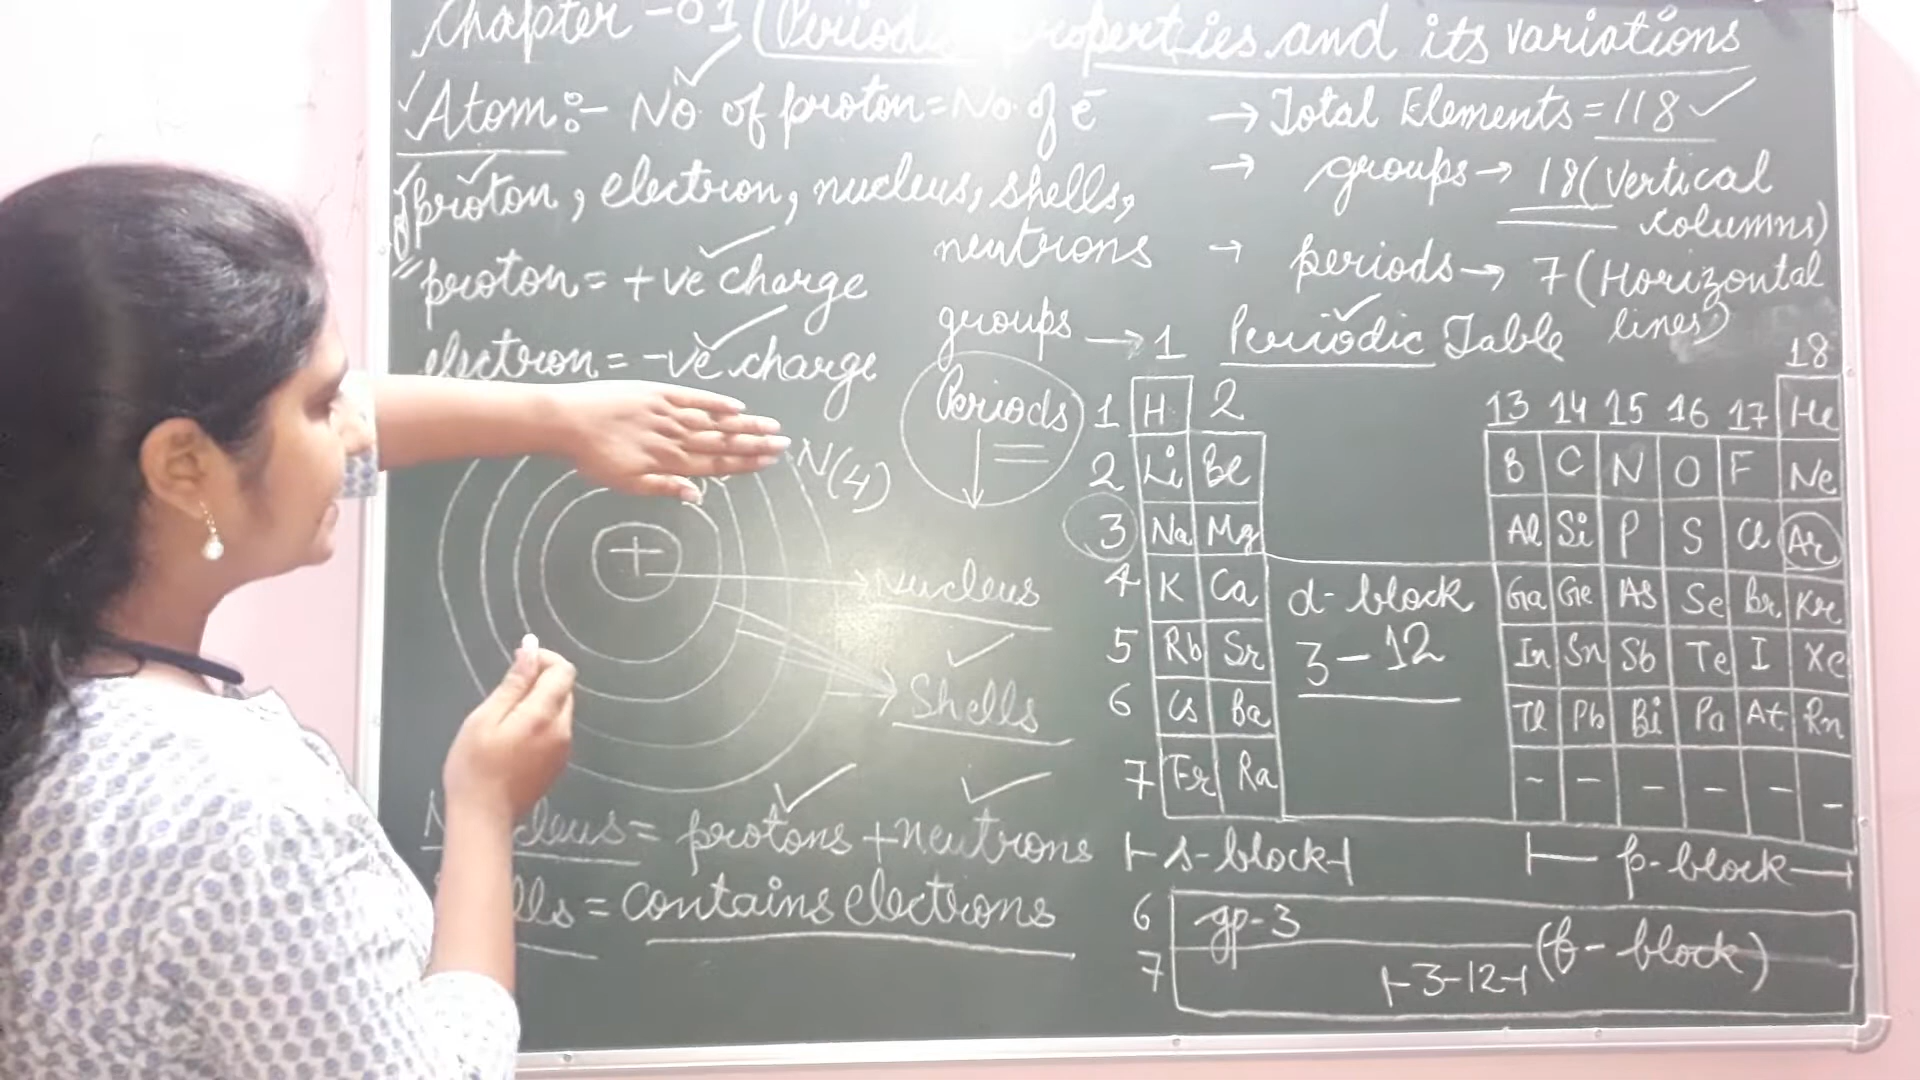 Chapter -01 (Periodic Properties and its variations
Atom:- No. of proton = No. of e-
proton, electron, nucleus, shells,
neutrons
proton = +ve charge
electron = -ve charge
N(4)
+
Nucleus
Shells
Nucleus = protons + neutrons
= contains electrons
→ Total Elements = 118
→ groups → 18 (Vertical
columns)
→ periods → 7 (Horizontal
lines)
Periodic Table
groups → 1
18
Periods 1 H 2 13 14 15 16 17 He
2 Li Be B C N O F Ne
3 Na Mg Al Si P S Cl Ar
4 K Ca d-block Ga Ge As Se Br Kr
5 Rb Sr 3-12 In Sn Sb Te I Xe
6 Cs Ba Tl Pb Bi At Rn
7 Fr Ra - - - - - -
s-block p-block
6 gp-3
7 3-12 (f-block)